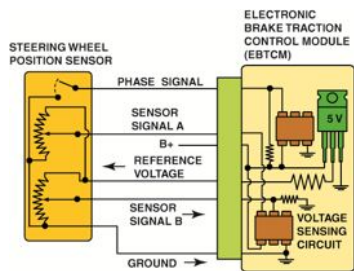 ELECTRONIC
BRAKE TRACTION
CONTROL MODULE
(EBTCM)
STEERING WHEEL
POSITION SENSOR
PHASE SIGNAL
SENSOR
SIGNAL A
5 V
B+
REFERENCE
VOLTAGE
SENSOR
SIGNAL B
VOLTAGE
SENSING
CIRCUIT
GROUND